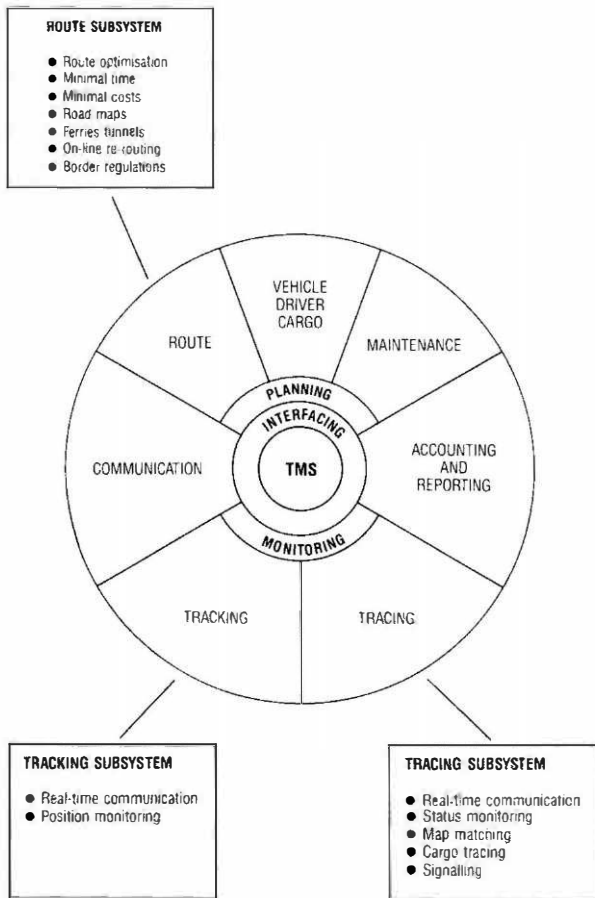 ROUTE SUBSYSTEM
● Route optimisation
● Minimal time
● Minimal costs
● Road maps
● Ferries tunnels
● On-line re-routing
● Border regulations
VEHICLE
DRIVER
CARGO
ROUTE
MAINTENANCE
PLANNING
INTERFACING
COMMUNICATION
TMS
ACCOUNTING
AND
REPORTING
MONITORING
TRACKING
TRACING
TRACKING SUBSYSTEM
● Real-time communication
● Position monitoring
TRACING SUBSYSTEM
● Real-time communication
● Status monitoring
● Map matching
● Cargo tracing
● Signalling